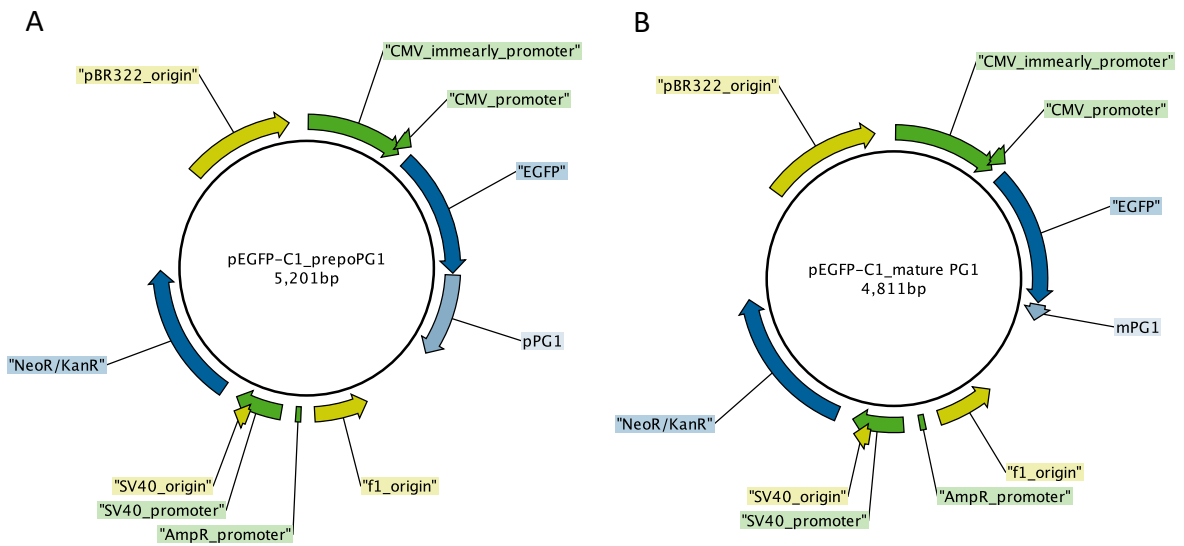 A
"CMV_immearly_promoter"
"pBR322_origin"
"CMV_promoter"
"EGFP"
pEGFP-C1_prepoPG1
5,201bp
pPG1
"NeoR/KanR"
"SV40_origin"
"f1_origin"
"SV40_promoter"
"AmpR_promoter"
B
"CMV_immearly_promoter"
"pBR322_origin"
"CMV_promoter"
"EGFP"
pEGFP-C1_mature PG1
4,811bp
mPG1
"NeoR/KanR"
"f1_origin"
"SV40_origin"
"AmpR_promoter"
"SV40_promoter"